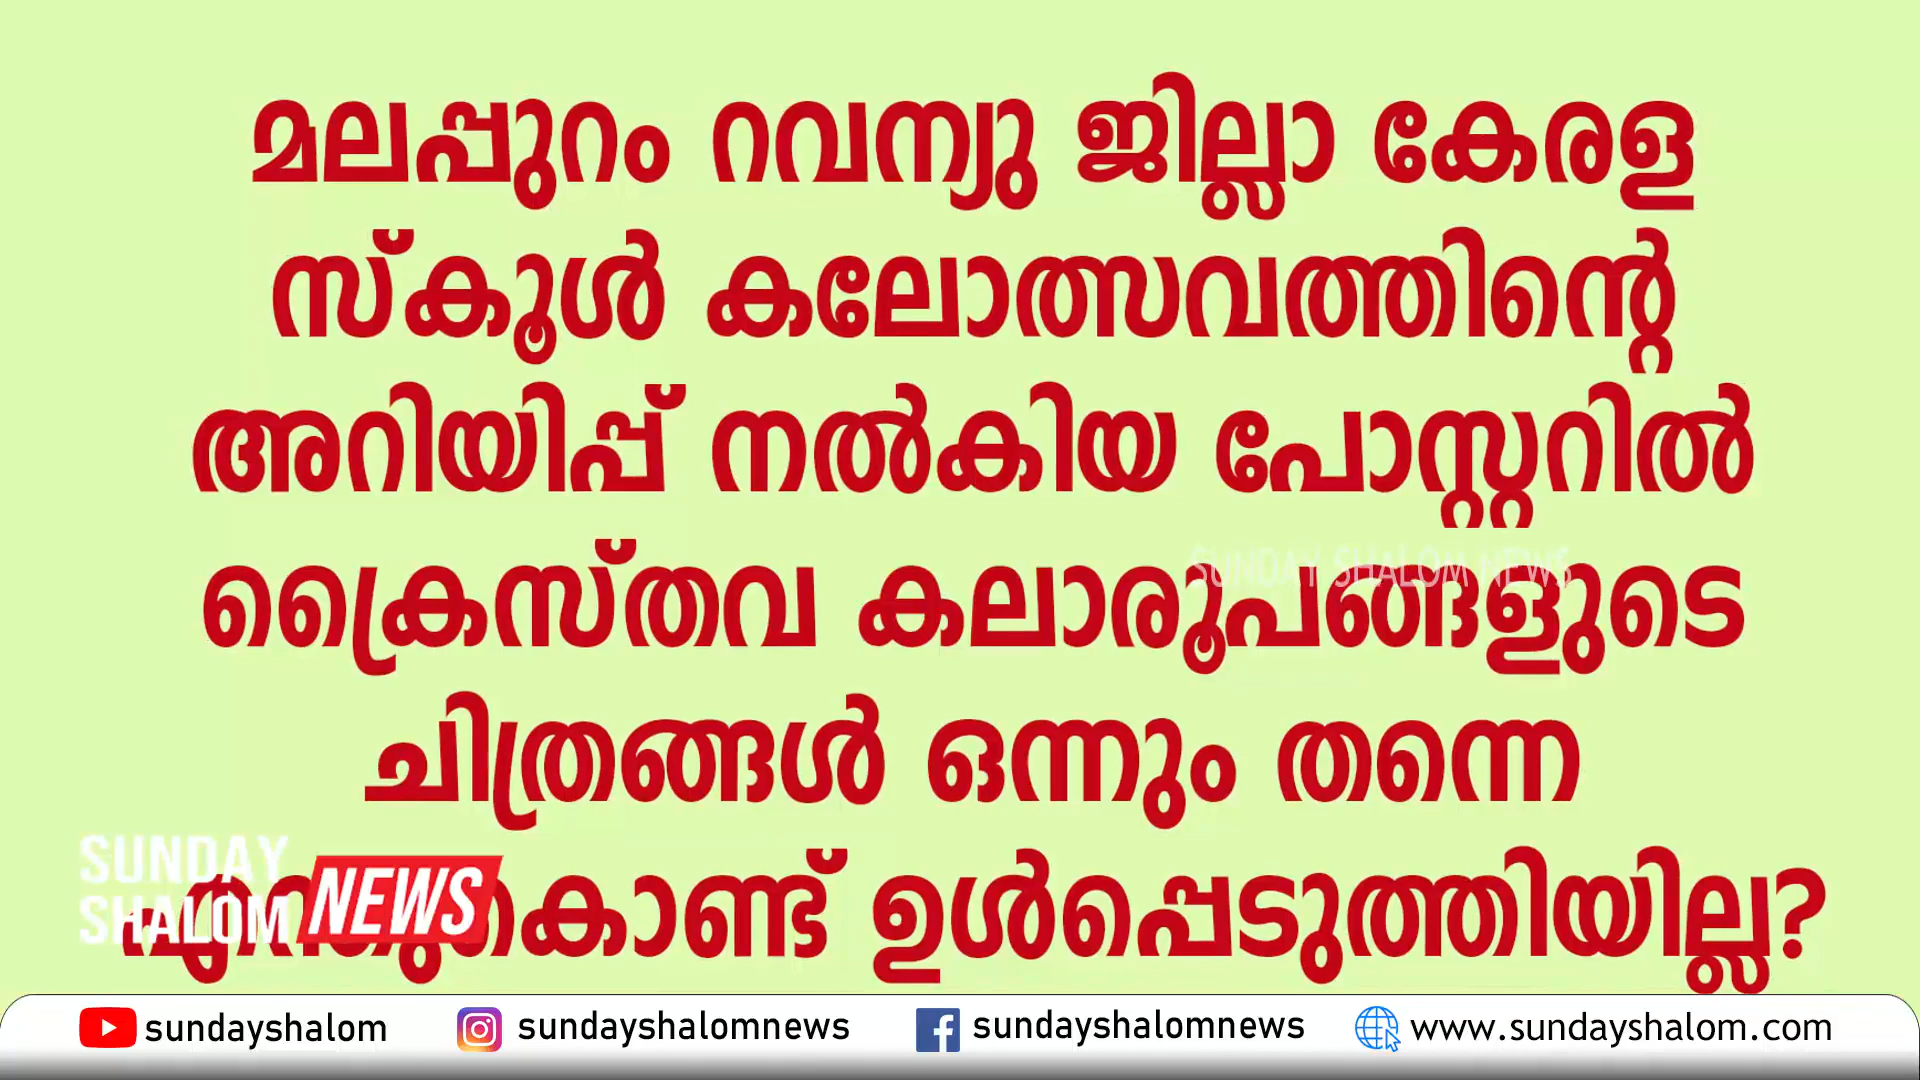 മലപ്പുറം റവന്യു ജില്ലാ കേരള
സ്കൂൾ കലോത്സവത്തിന്റെ
അറിയിപ്പ് നൽകിയ പോസ്റ്ററിൽ
ക്രൈസ്തവ കലാരൂപങ്ങളുടെ
SUNDAY SHALOM NEWS
ചിത്രങ്ങൾ ഒന്നും തന്നെ
എന്തുകൊണ്ട് ഉൾപ്പെടുത്തിയില്ല?
SUNDAY
SHALOM NEWS
sundayshalom sundayshalomnews sundayshalomnews www.sundayshalom.com